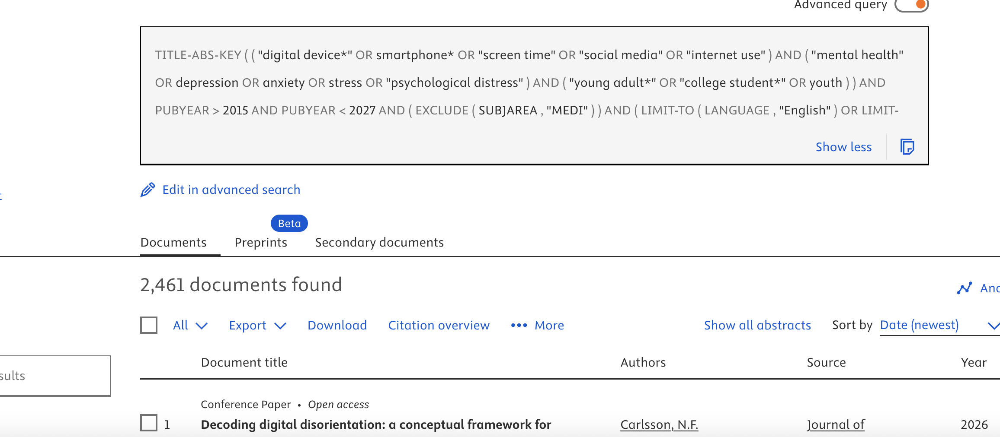 Advanced query
TITLE-ABS-KEY ( ( "digital device*" OR smartphone* OR "screen time" OR "social media" OR "internet use" ) AND ( "mental health"
OR depression OR anxiety OR stress OR "psychological distress" ) AND ( "young adult*" OR "college student*" OR youth ) ) AND
PUBYEAR > 2015 AND PUBYEAR < 2027 AND ( EXCLUDE ( SUBJAREA , "MEDI" ) ) AND ( LIMIT-TO ( LANGUAGE , "English" ) OR LIMIT-
Show less
Edit in advanced search
Beta
Documents Preprints Secondary documents
2,461 documents found
All Export Download Citation overview ••• More Show all abstracts Sort by Date (newest)
Document title Authors Source Year
sults
Conference Paper • Open access
1 Decoding digital disorientation: a conceptual framework for Carlsson, N.F. Journal of 2026